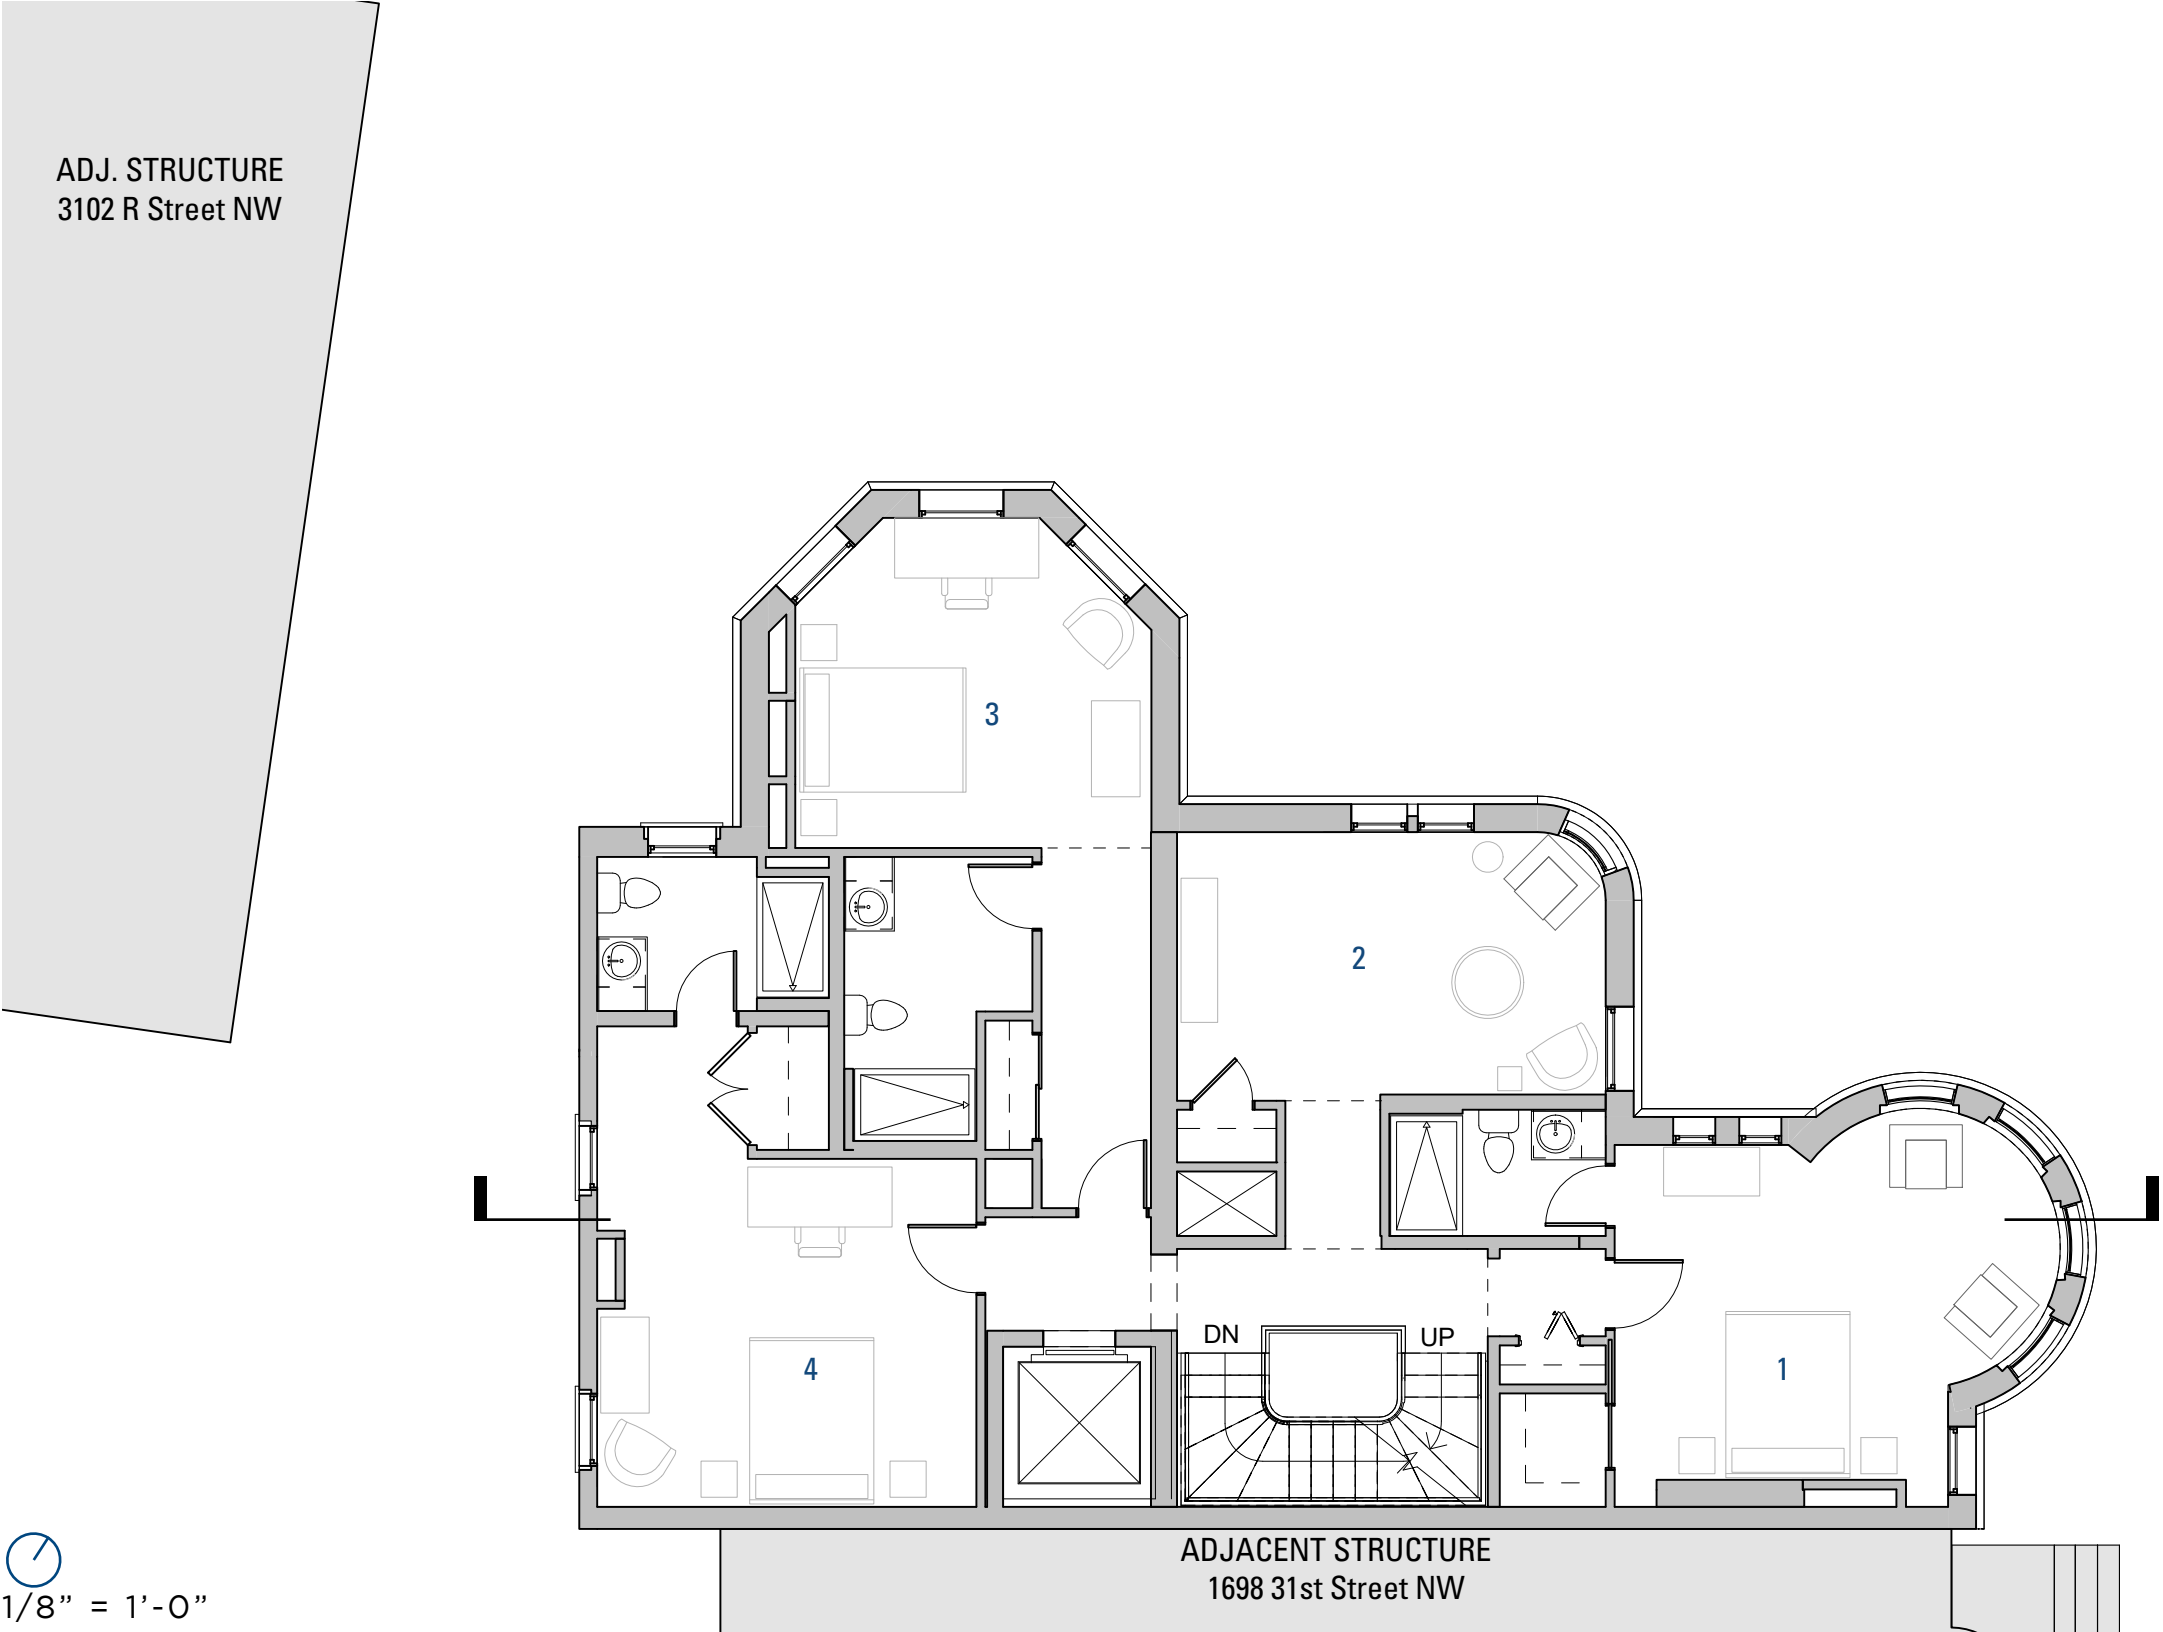 ADJ. STRUCTURE
3102 R Street NW
3
2
DN
UP
4
1
ADJACENT STRUCTURE
1698 31st Street NW
1/8” = 1’-0”